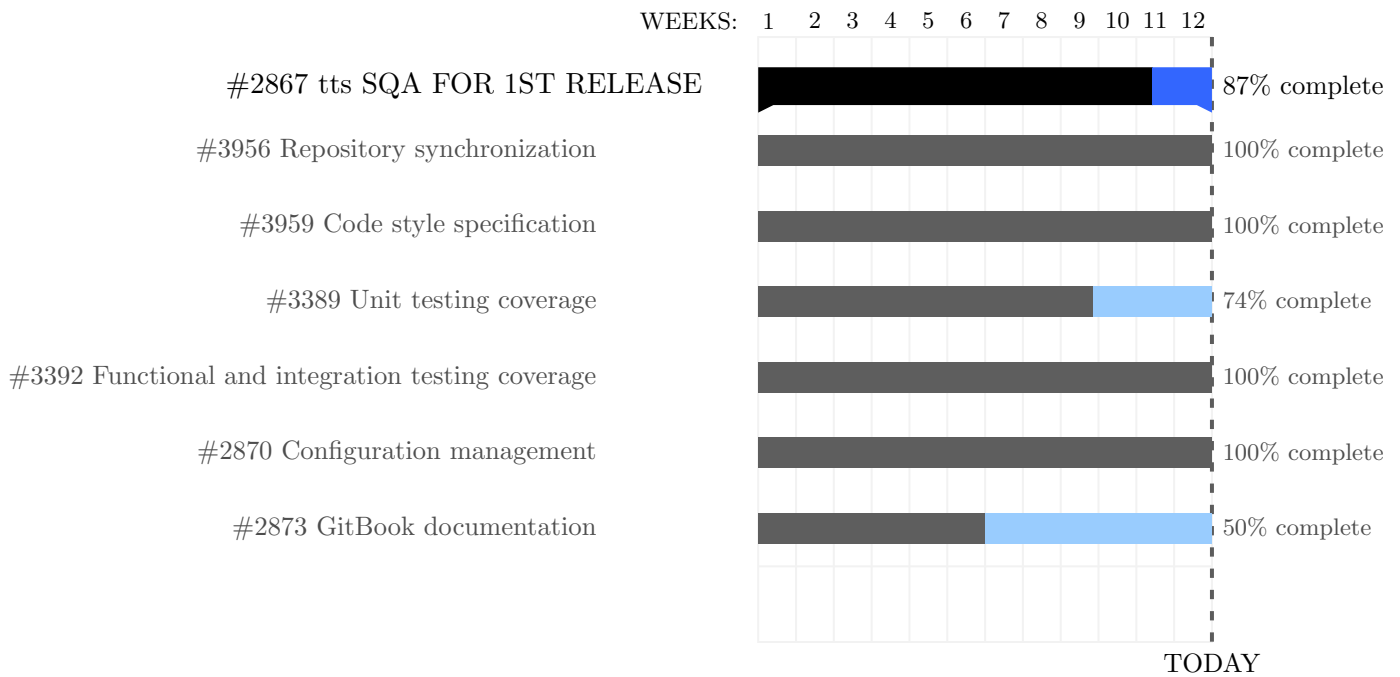 WEEKS: 1 2 3 4 5 6 7 8 9 10 11 12
#2867 tts SQA FOR 1ST RELEASE 87% complete
#3956 Repository synchronization 100% complete
#3959 Code style specification 100% complete
#3389 Unit testing coverage 74% complete
#3392 Functional and integration testing coverage 100% complete
#2870 Configuration management 100% complete
#2873 GitBook documentation 50% complete
TODAY